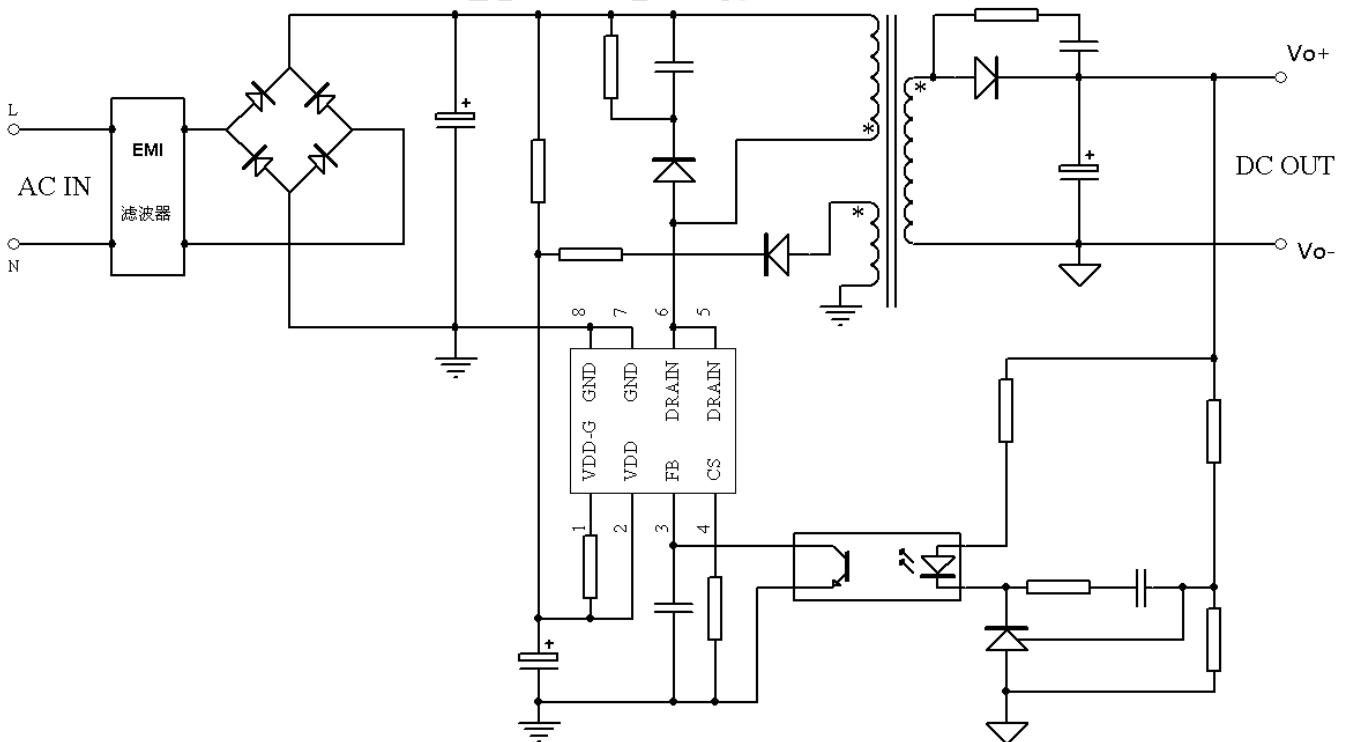 L
EMI
滤波器
AC IN
N
+
*
*
*
Vo+
+
DC OUT
Vo-
8
7
6
5
GND
GND
DRAIN
DRAIN
VDD-G
VDD
FB
CS
1
2
3
4
+